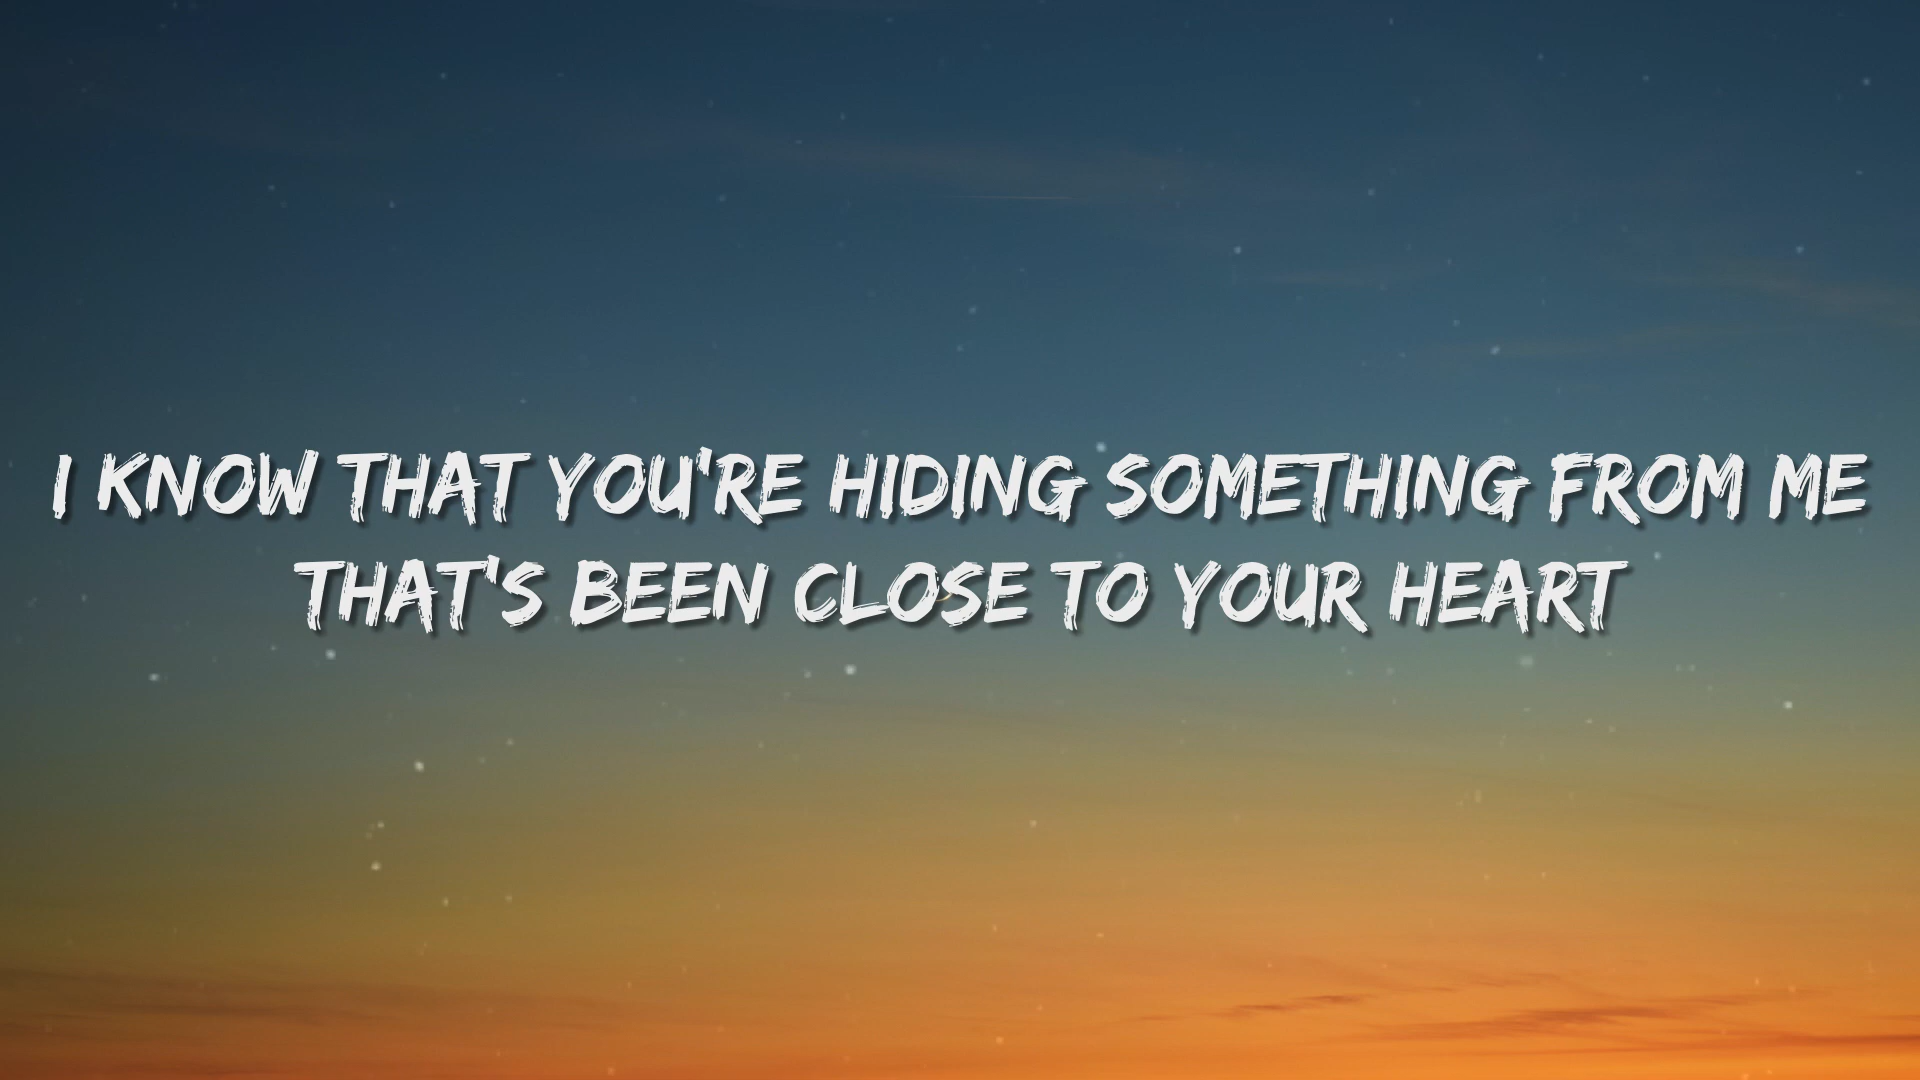 I KNOW THAT YOU'RE HIDING SOMETHING FROM ME
THAT'S BEEN CLOSE TO YOUR HEART